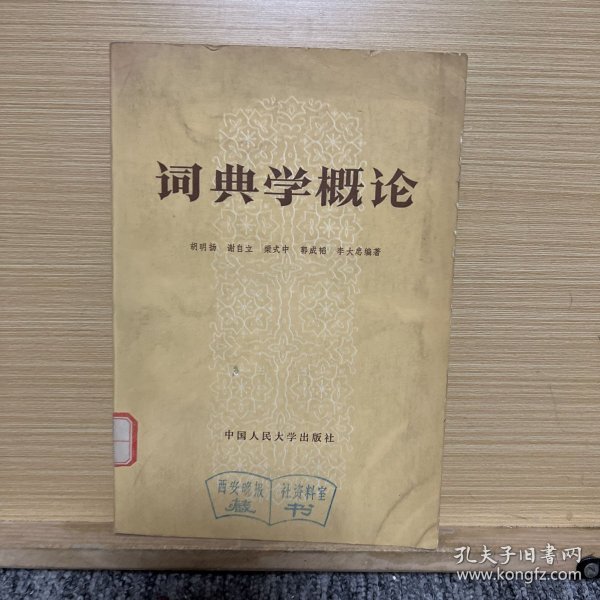 词典学概论
胡明扬 谢自立 梁式中 郭成韬 李大忠编著
中国人民大学出版社
西安晚报 社资料室
藏 书
孔夫子旧书网
www.kongfz.com